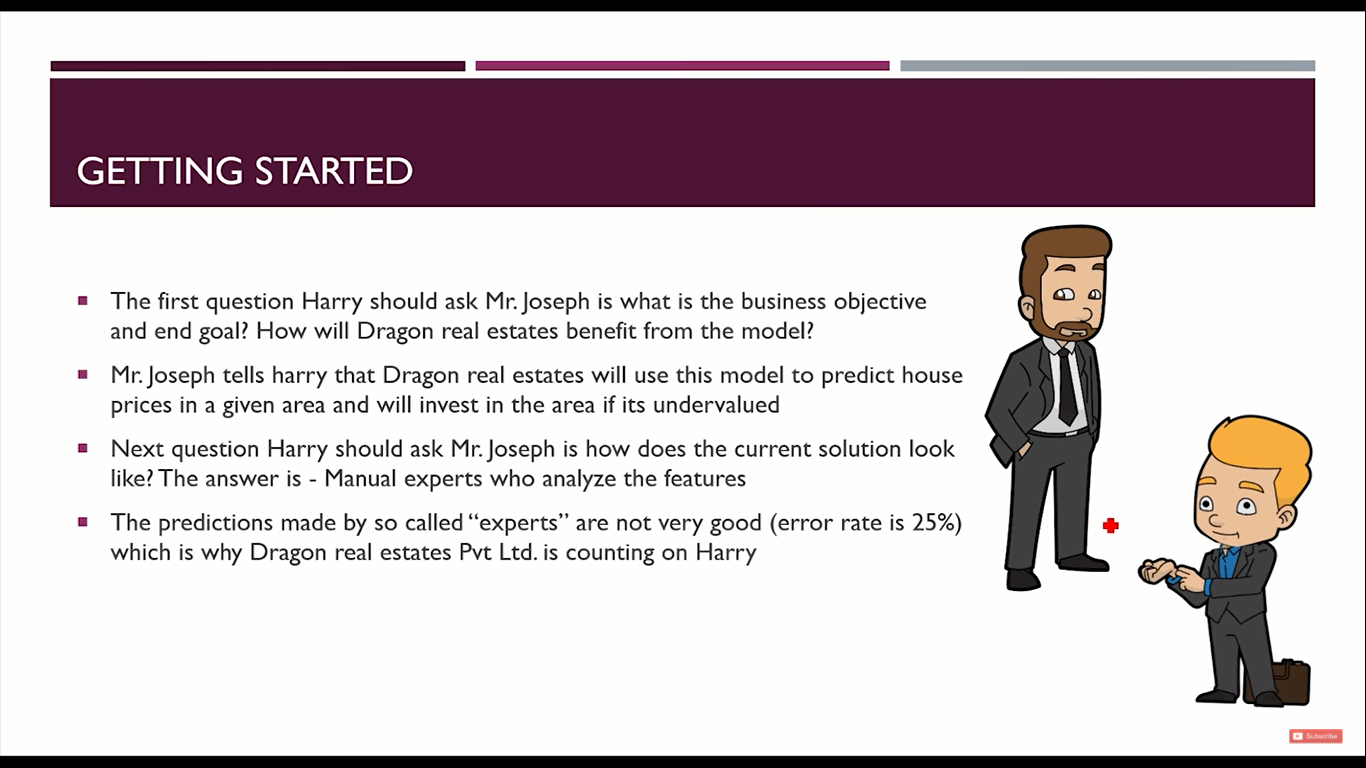 GETTING STARTED
The first question Harry should ask Mr. Joseph is what is the business objective
and end goal? How will Dragon real estates benefit from the model?
Mr. Joseph tells harry that Dragon real estates will use this model to predict house
prices in a given area and will invest in the area if its undervalued
Next question Harry should ask Mr. Joseph is how does the current solution look
like? The answer is - Manual experts who analyze the features
The predictions made by so called “experts” are not very good (error rate is 25%)
which is why Dragon real estates Pvt Ltd. is counting on Harry
Subscribe